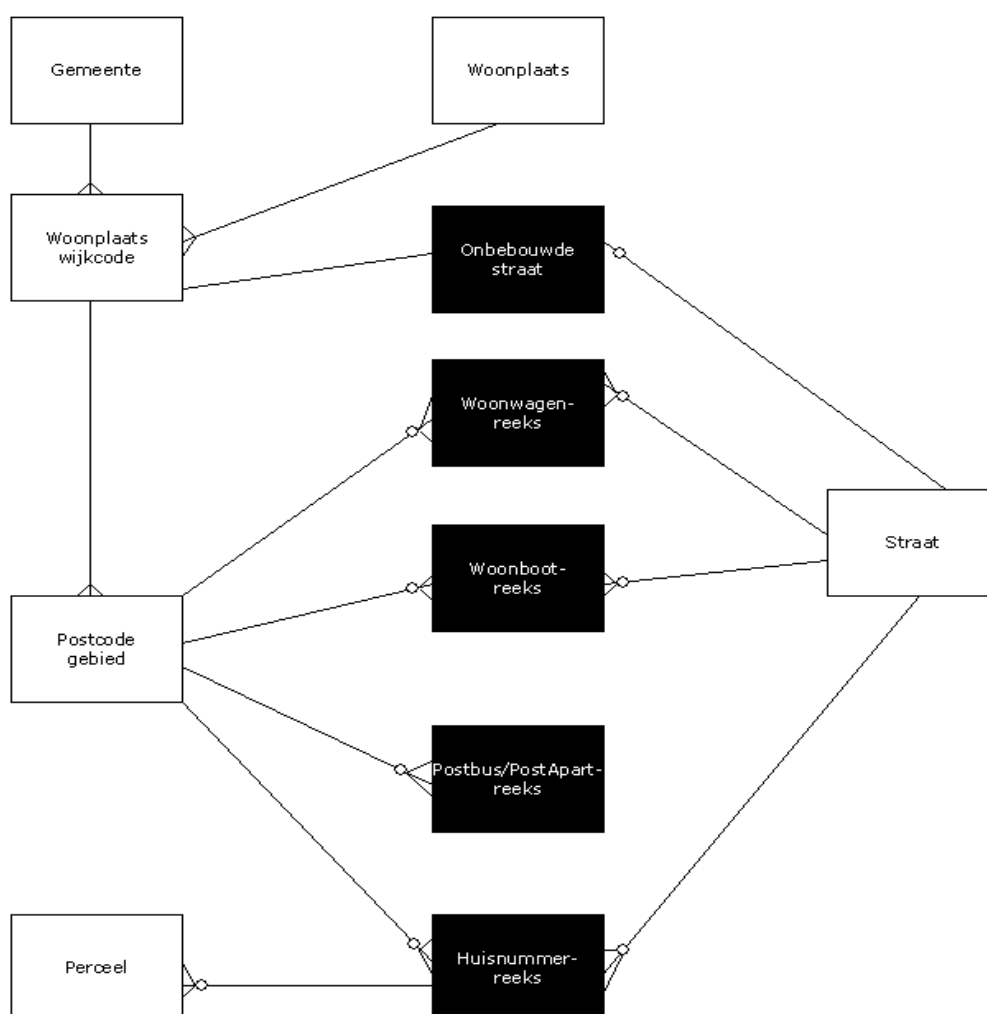 Gemeente
Woonplaats
Woonplaats
wijkcode
Onbebouwde
straat
Woonwagen-
reeks
Straat
Woonboot-
reeks
Postcode
gebied
Postbus/PostApart-
reeks
Perceel
Huisnummer-
reeks